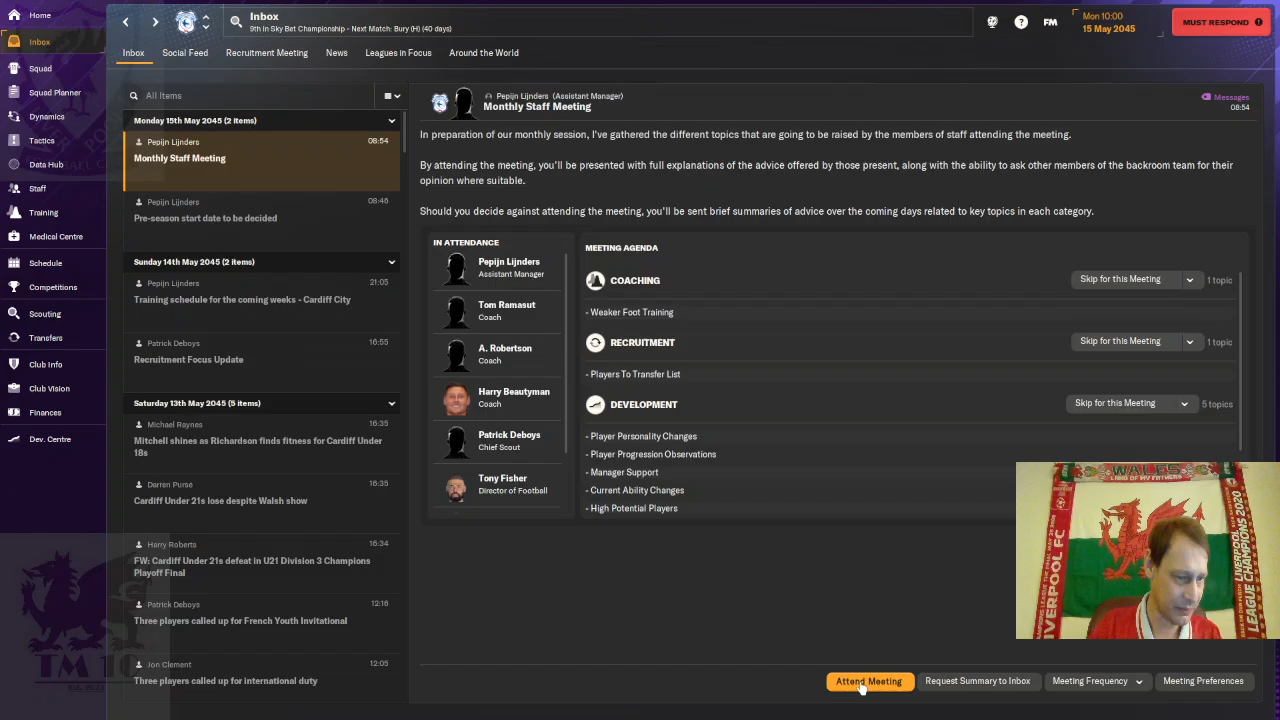 Home
Inbox
9th in Sky Bet Championship - Next Match: Bury (H) (40 days)
FM
Mon 10:00
15 May 2045
MUST RESPOND
Inbox
Squad
Squad Planner
Dynamics
Tactics
Data Hub
Staff
Training
Medical Centre
Schedule
Competitions
Scouting
Transfers
Club Info
Club Vision
Finances
Dev. Centre
Inbox
Social Feed
Recruitment Meeting
News
Leagues in Focus
Around the World
All Items
Monday 15th May 2045 (2 items)
Pepijn Lijnders
08:54
Monthly Staff Meeting
Pepijn Lijnders
08:46
Pre-season start date to be decided
Sunday 14th May 2045 (2 items)
Pepijn Lijnders
21:05
Training schedule for the coming weeks - Cardiff City
Patrick Deboys
16:55
Recruitment Focus Update
Saturday 13th May 2045 (5 items)
Michael Raynes
16:35
Mitchell shines as Richardson finds fitness for Cardiff Under
18s
Darren Purse
16:35
Cardiff Under 21s lose despite Walsh show
Harry Roberts
16:34
FW: Cardiff Under 21s defeat in U21 Division 3 Champions
Playoff Final
Patrick Deboys
12:16
Three players called up for French Youth Invitational
Jon Clement
12:05
Three players called up for international duty
Pepijn Lijnders (Assistant Manager)
Monthly Staff Meeting
Messages
08:54
In preparation of our monthly session, I've gathered the different topics that are going to be raised by the members of staff attending the meeting.
By attending the meeting, you'll be presented with full explanations of the advice offered by those present, along with the ability to ask other members of the backroom team for their
opinion where suitable.
Should you decide against attending the meeting, you'll be sent brief summaries of advice over the coming days related to key topics in each category.
IN ATTENDANCE
Pepijn Lijnders
Assistant Manager
Tom Ramasut
Coach
A. Robertson
Coach
Harry Beautyman
Coach
Patrick Deboys
Chief Scout
Tony Fisher
Director of Football
MEETING AGENDA
COACHING
Skip for this Meeting
1 topic
- Weaker Foot Training
RECRUITMENT
Skip for this Meeting
1 topic
- Players To Transfer List
DEVELOPMENT
Skip for this Meeting
5 topics
- Player Personality Changes
- Player Progression Observations
- Manager Support
- Current Ability Changes
- High Potential Players
WALES
LAND OF MY FATHERS
LIVERPOOL FC
LIVERPOOL F.C.
LEAGUE CHAMPIONS 2020
TM 10
Attend Meeting
Request Summary to Inbox
Meeting Frequency
Meeting Preferences